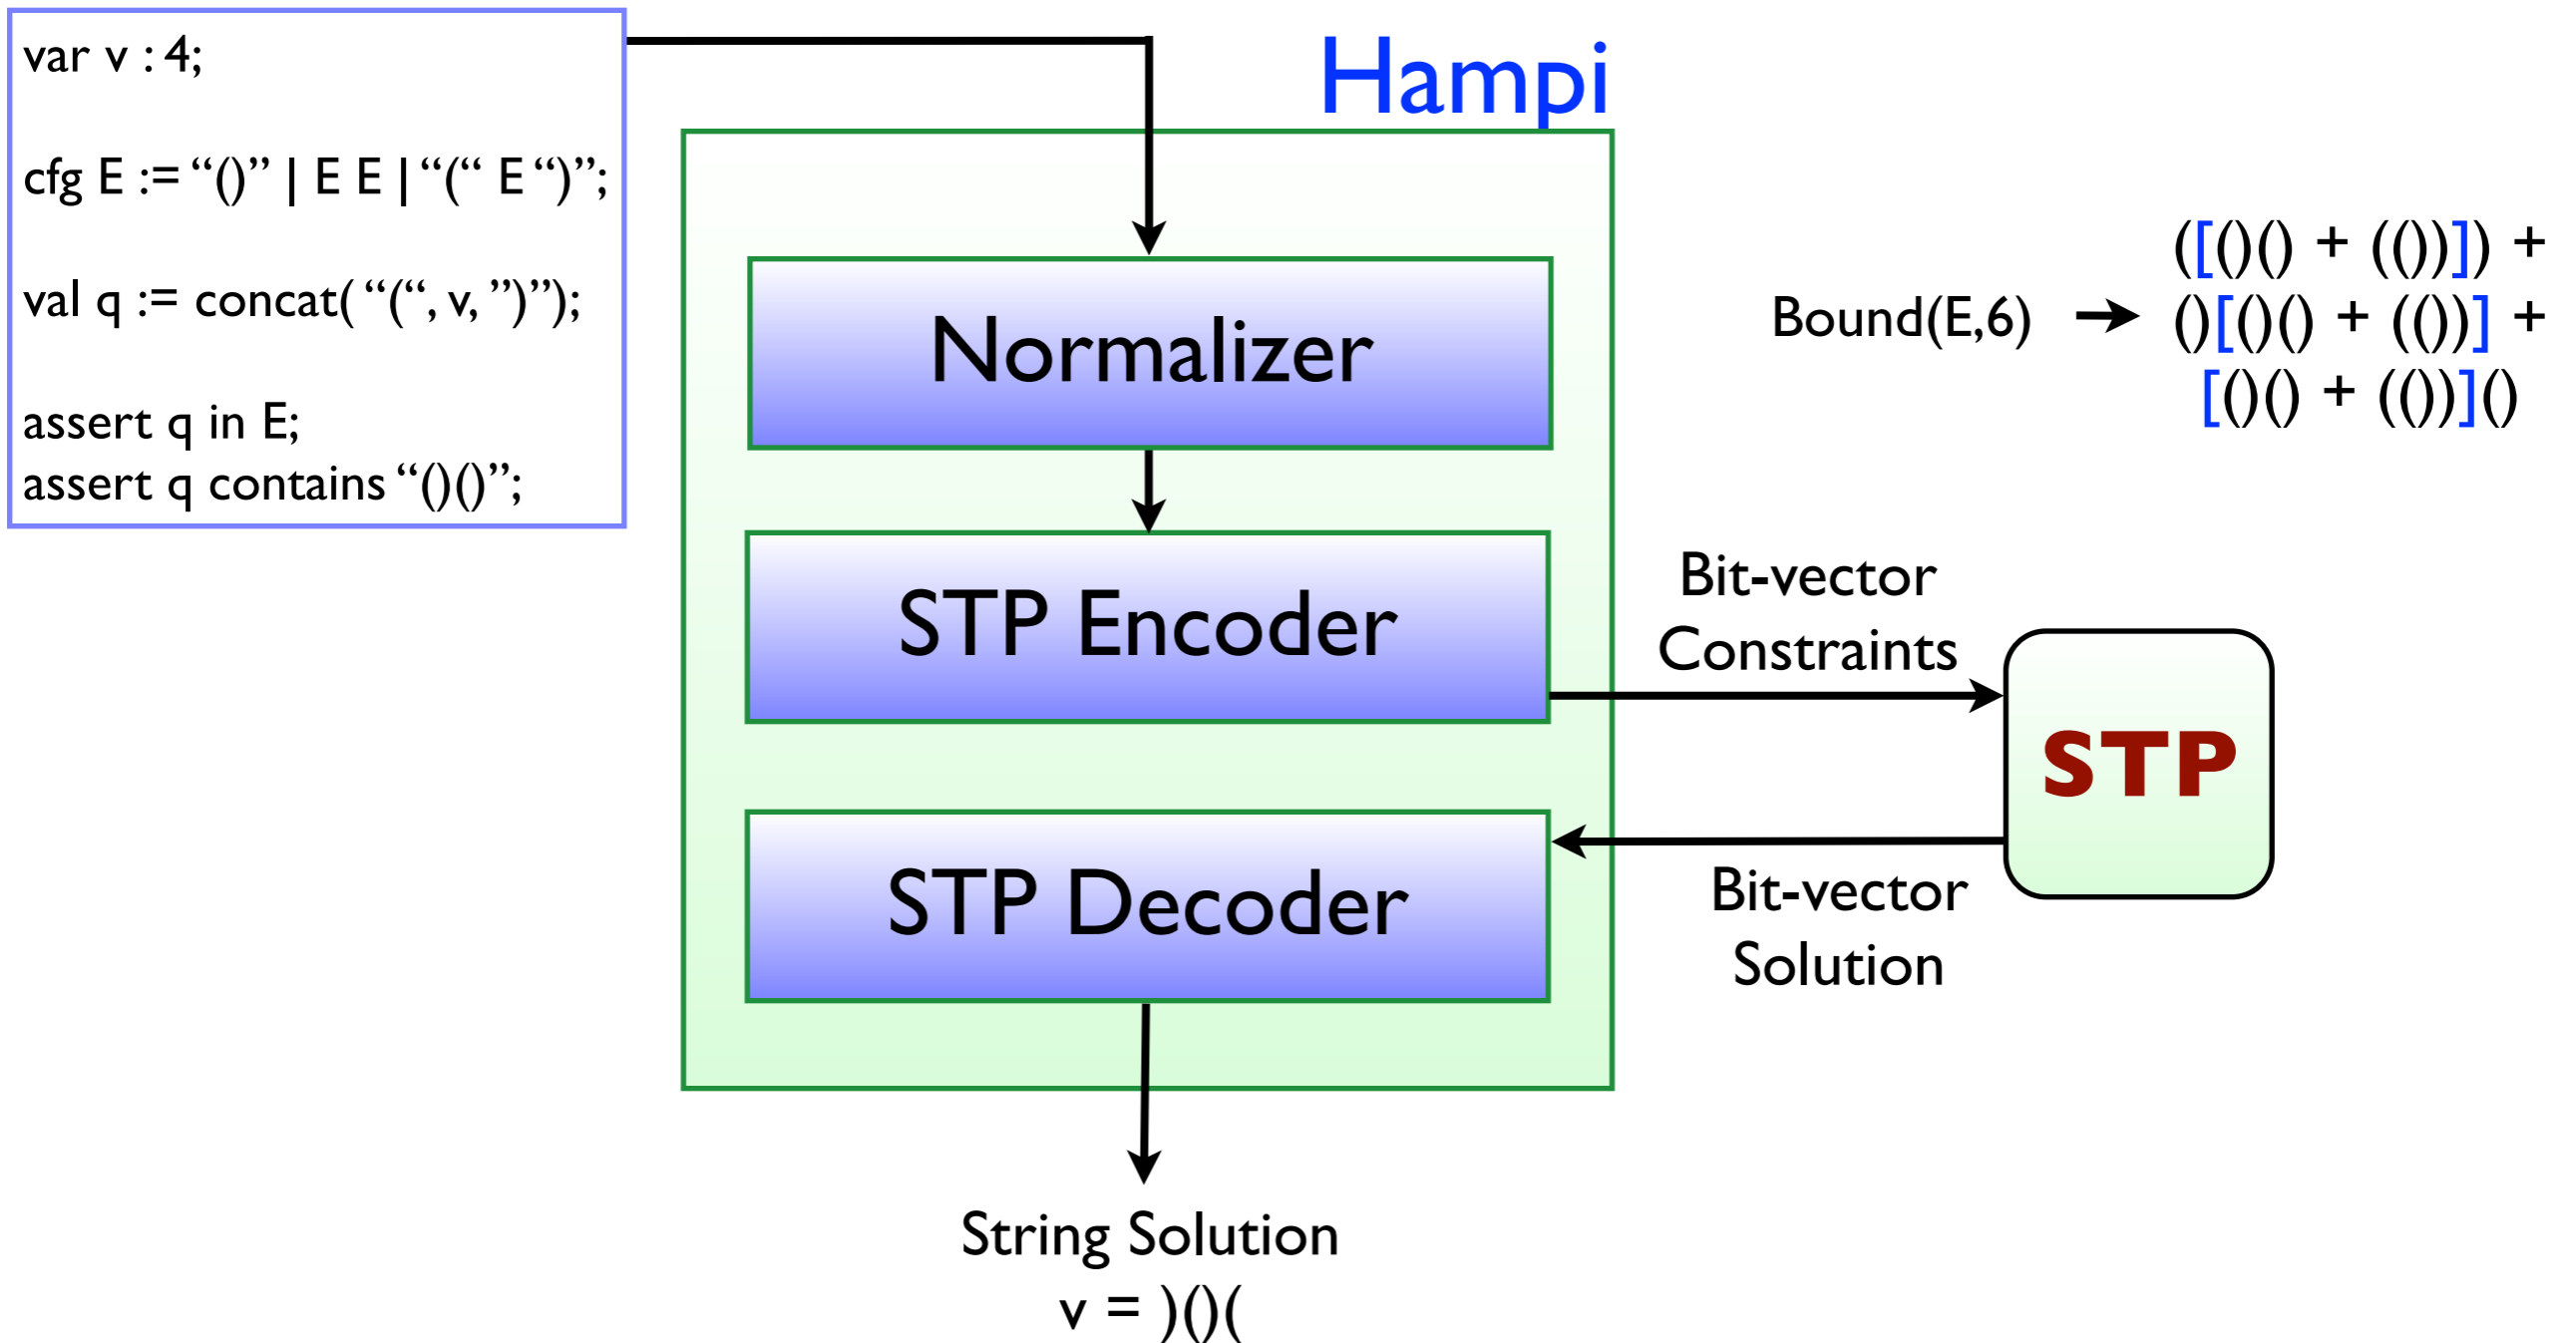 var v : 4;
cfg E := “()” | E E | “(“ E “)”;
val q := concat( “(“, v, ”)”);
assert q in E;
assert q contains “()()”;
Hampi
Normalizer
STP Encoder
STP Decoder
Bound(E,6)
([()() + (())]) +
()[()() + (())] +
[()() + (())]()
Bit-vector
Constraints
STP
Bit-vector
Solution
String Solution
v = )()(